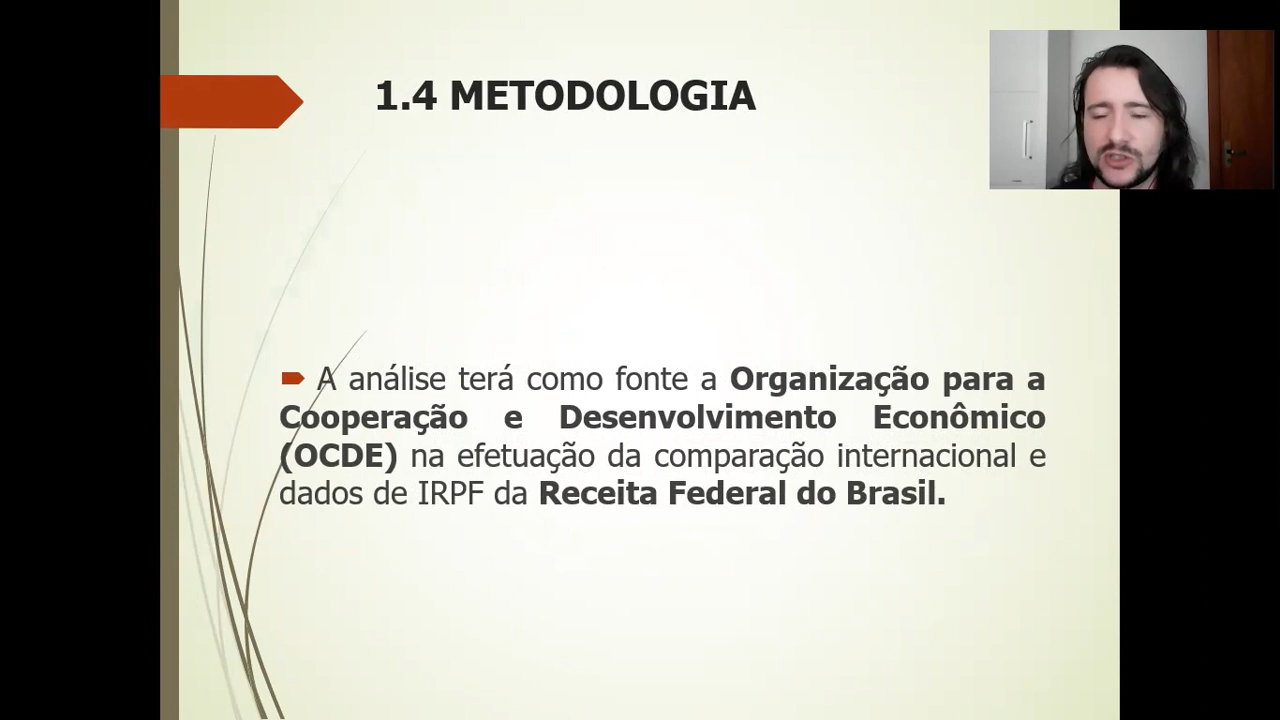 1.4 METODOLOGIA
A análise terá como fonte a Organização para a
Cooperação e Desenvolvimento Econômico
(OCDE) na efetuação da comparação internacional e
dados de IRPF da Receita Federal do Brasil.